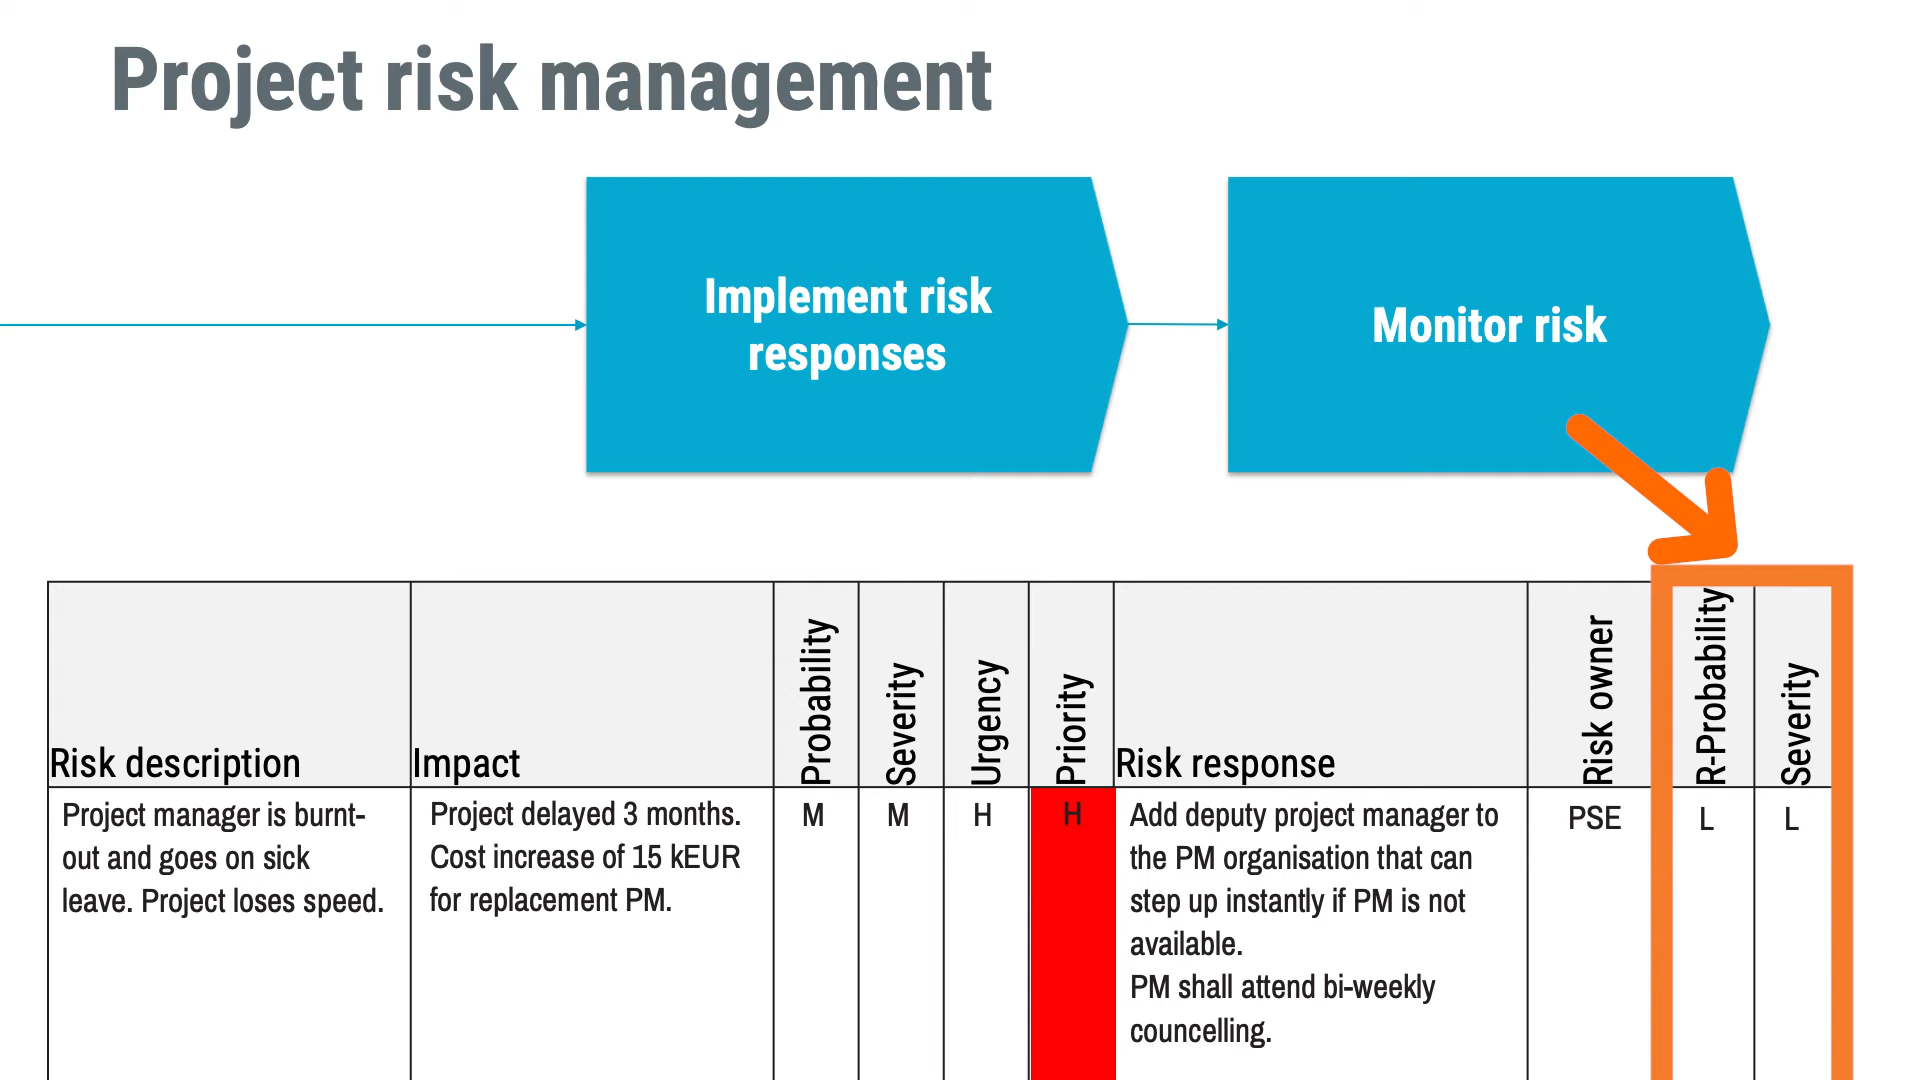 Project risk management
Implement risk
responses
Monitor risk
Risk description
Impact
Probability
Severity
Urgency
Priority
Risk response
Risk owner
R-Probability
Severity
Project manager is burnt-
out and goes on sick
leave. Project loses speed.
Project delayed 3 months.
Cost increase of 15 kEUR
for replacement PM.
M
M
H
H
Add deputy project manager to
the PM organisation that can
step up instantly if PM is not
available.
PM shall attend bi-weekly
councelling.
PSE
L
L